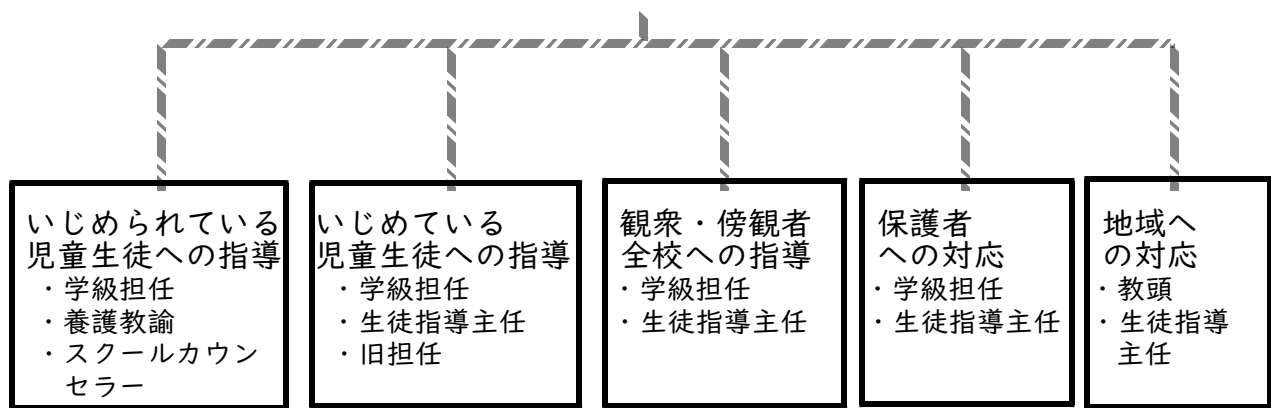 いじめられている
児童生徒への指導
・学級担任
・養護教諭
・スクールカウン
セラー
いじめている
児童生徒への指導
・学級担任
・生徒指導主任
・旧担任
観衆・傍観者
全校への指導
・学級担任
・生徒指導主任
保護者
への対応
・学級担任
・生徒指導主任
地域へ
の対応
・教頭
・生徒指導
主任